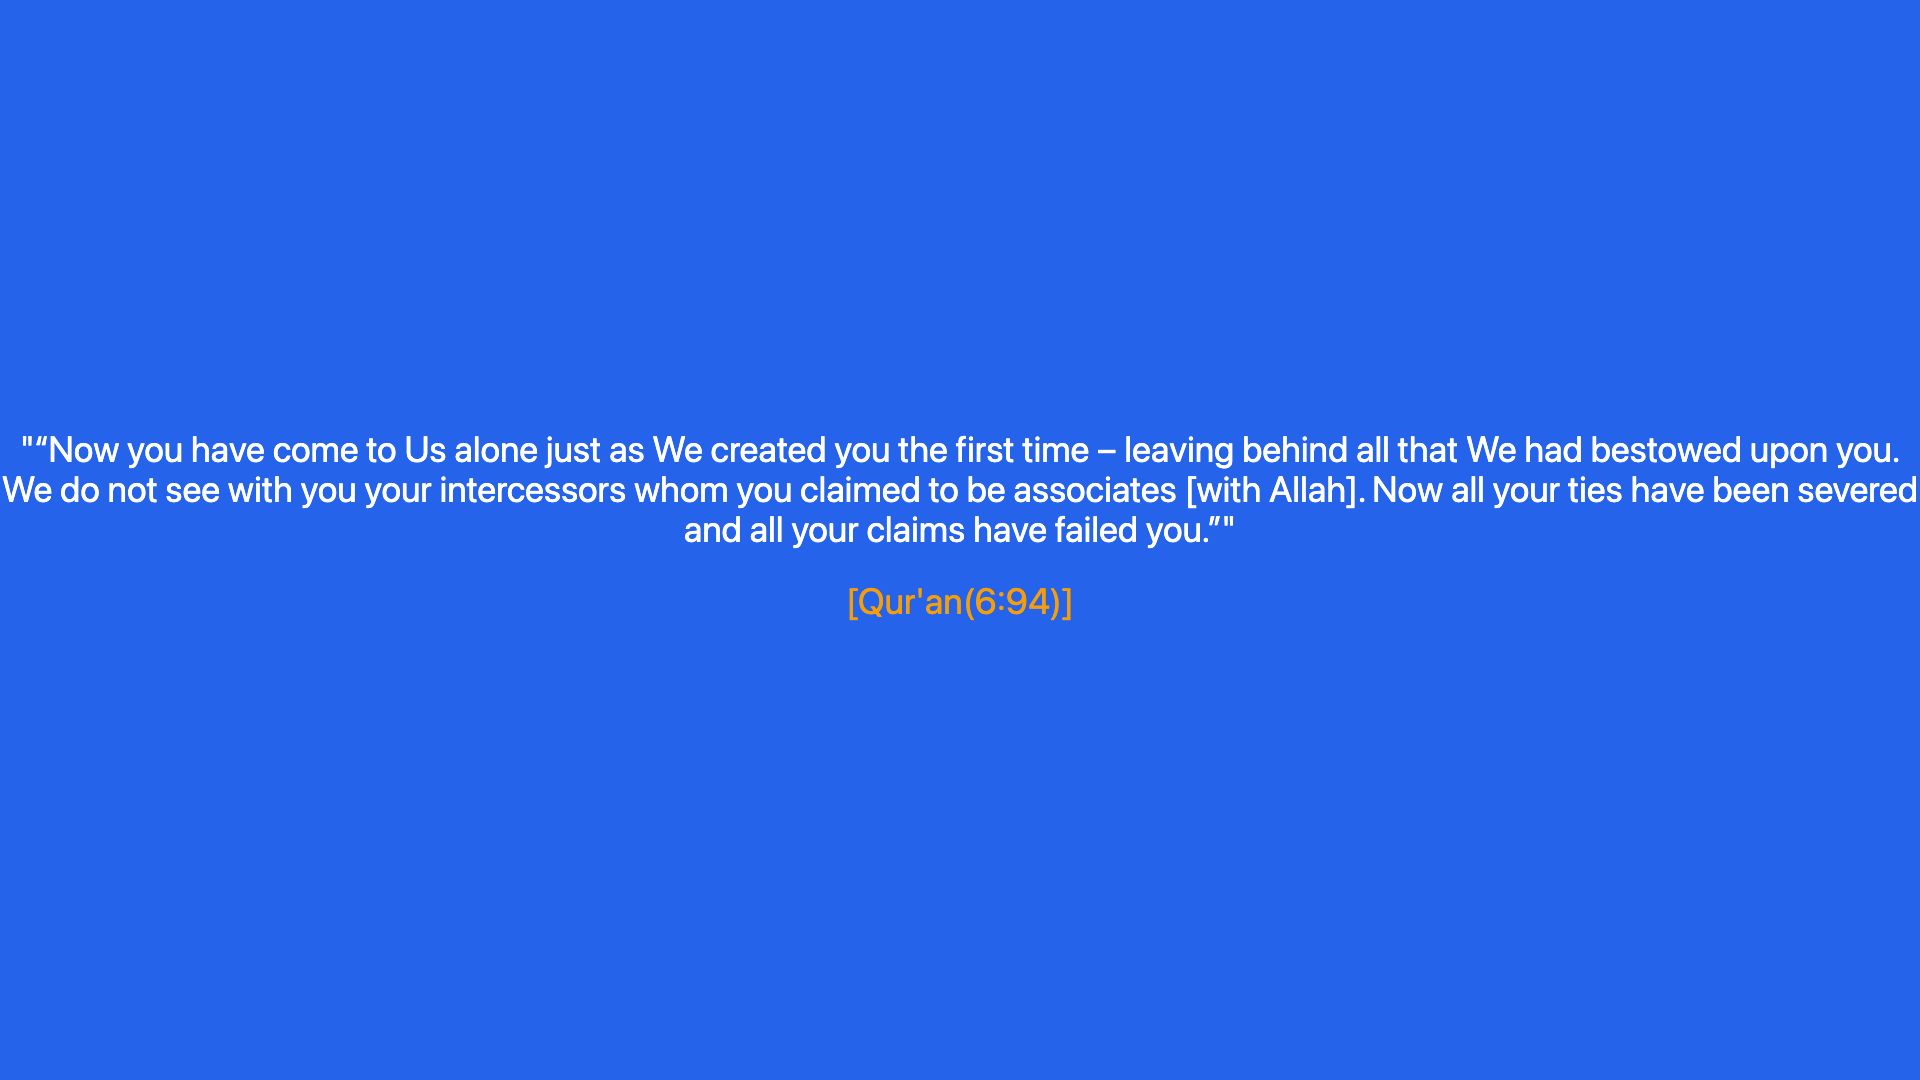 "“Now you have come to Us alone just as We created you the first time – leaving behind all that We had bestowed upon you.
We do not see with you your intercessors whom you claimed to be associates [with Allah]. Now all your ties have been severed
and all your claims have failed you.”"
[Qur'an(6:94)]